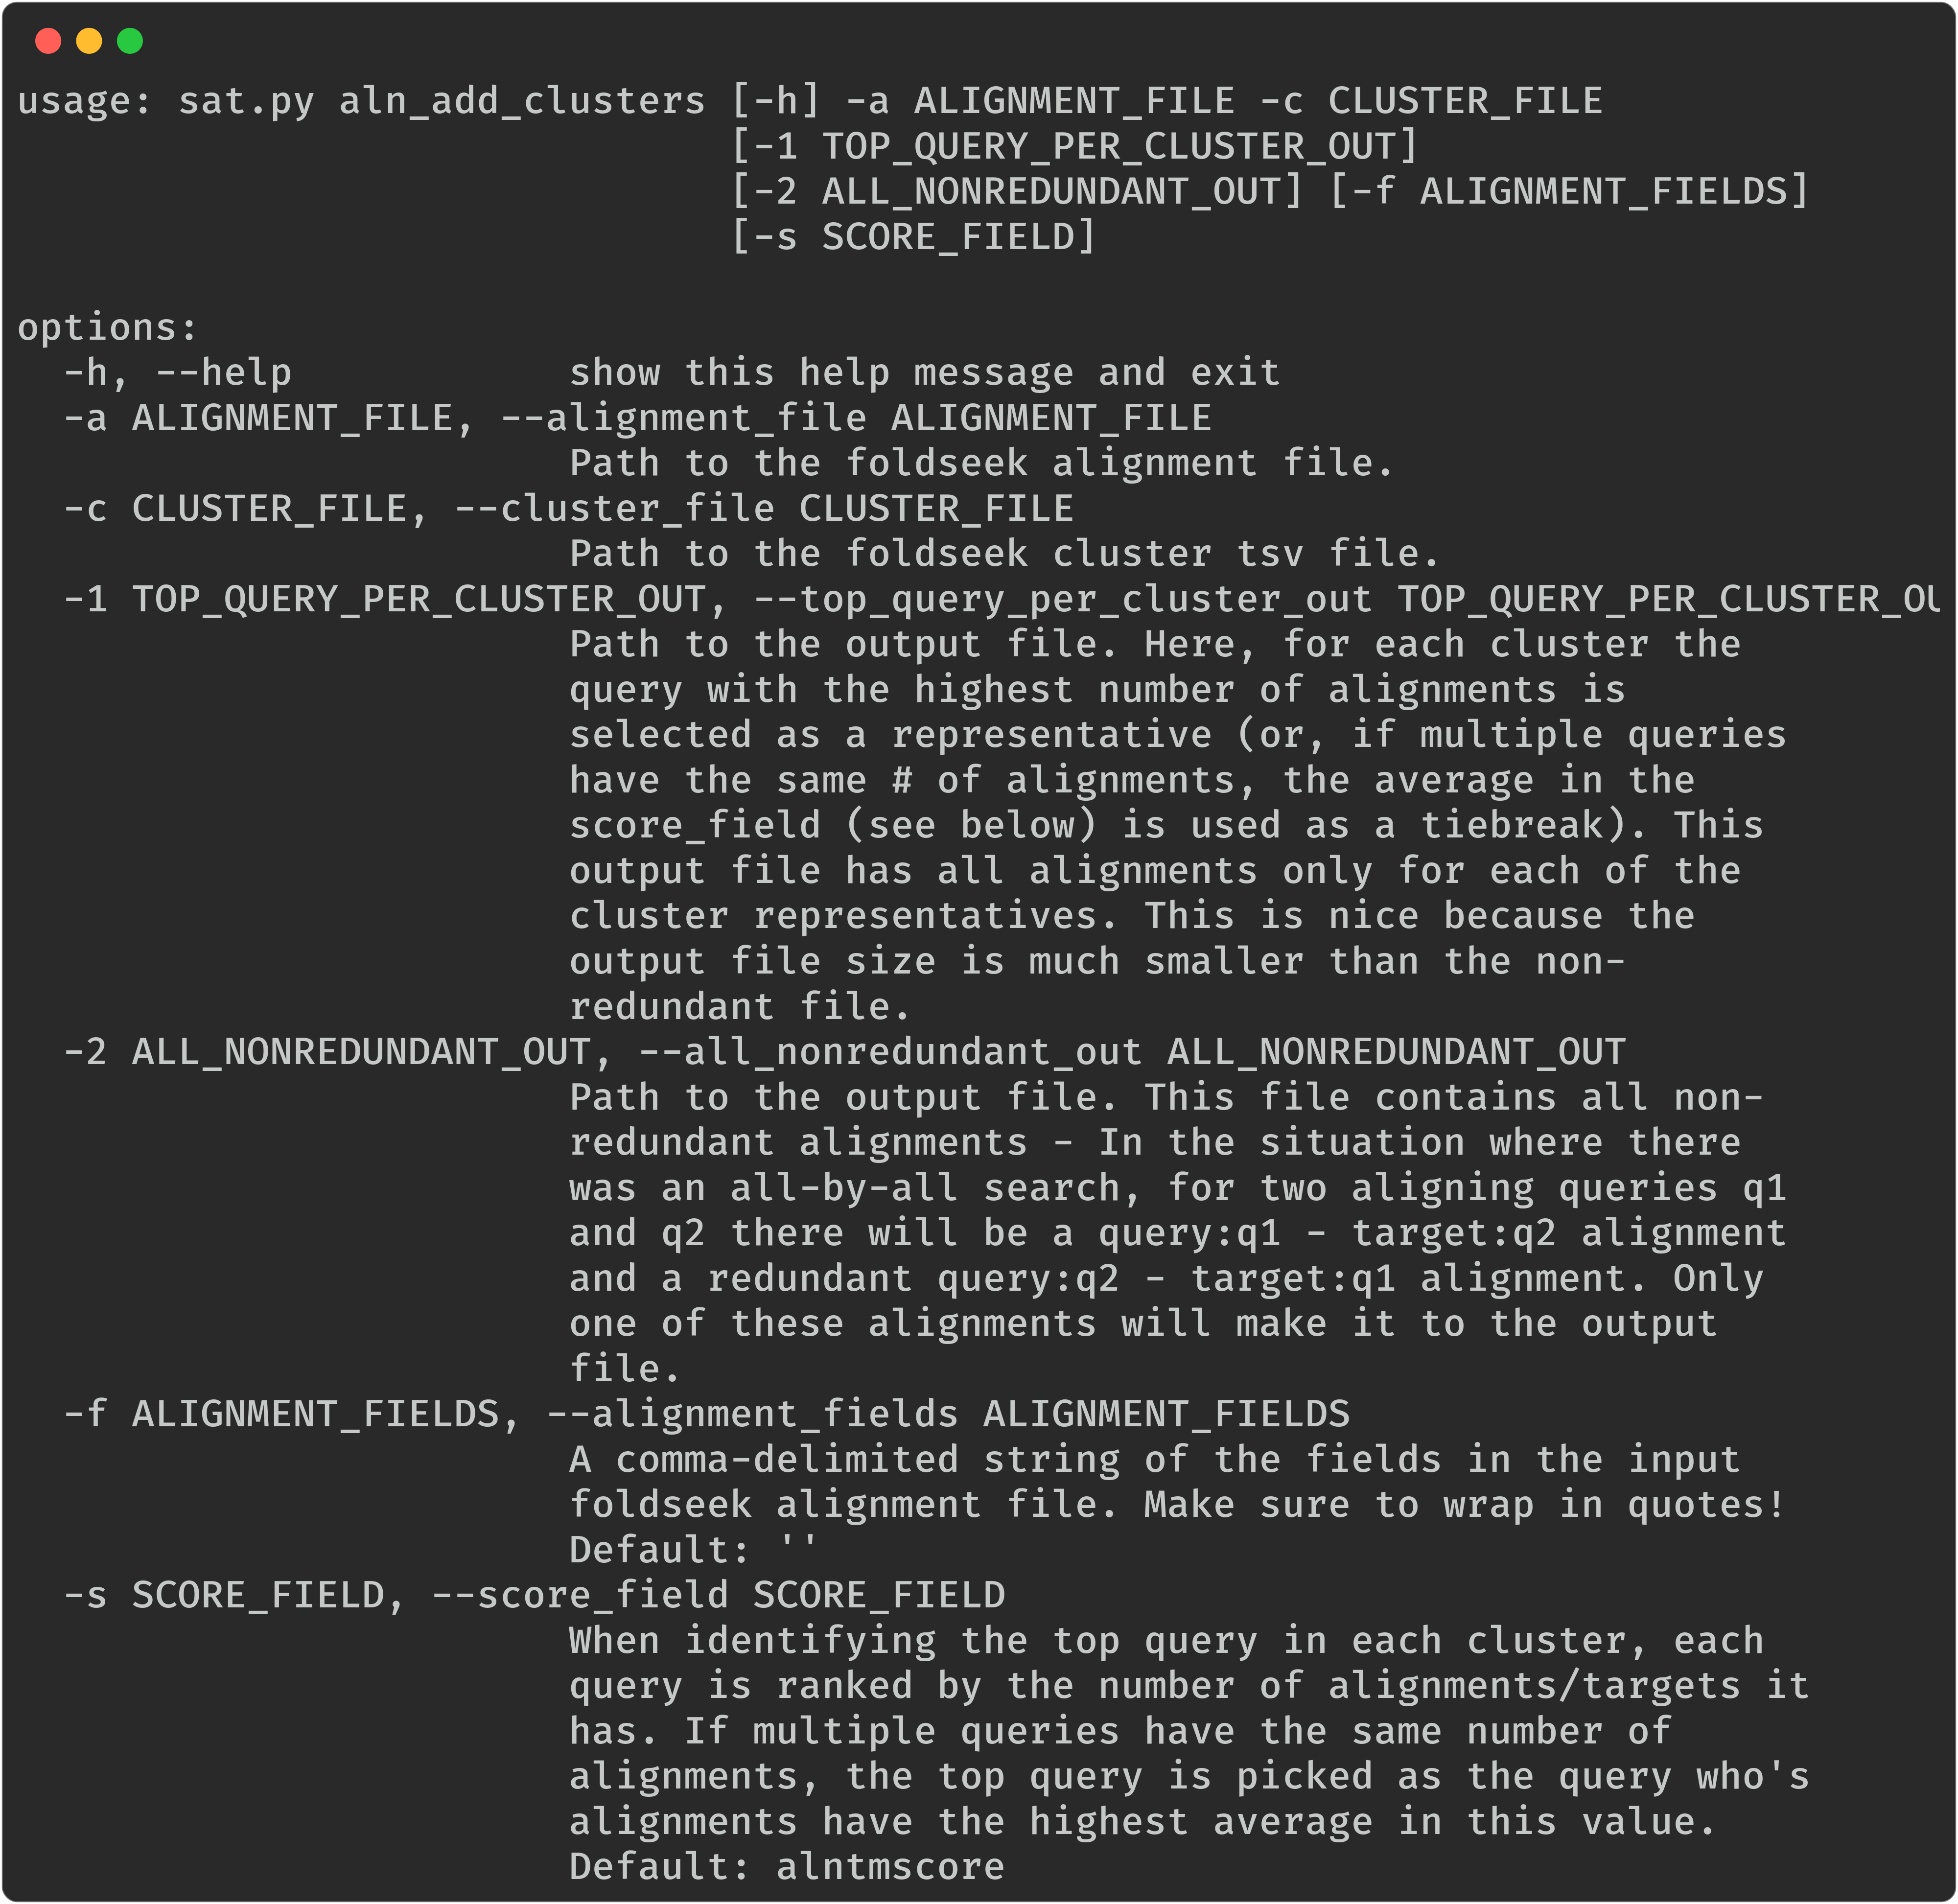 usage: sat.py aln_add_clusters [-h] -a ALIGNMENT_FILE -c CLUSTER_FILE
[-1 TOP_QUERY_PER_CLUSTER_OUT]
[-2 ALL_NONREDUNDANT_OUT] [-f ALIGNMENT_FIELDS]
[-s SCORE_FIELD]
options:
-h, --help show this help message and exit
-a ALIGNMENT_FILE, --alignment_file ALIGNMENT_FILE
Path to the foldseek alignment file.
-c CLUSTER_FILE, --cluster_file CLUSTER_FILE
Path to the foldseek cluster tsv file.
-1 TOP_QUERY_PER_CLUSTER_OUT, --top_query_per_cluster_out TOP_QUERY_PER_CLUSTER_OU
Path to the output file. Here, for each cluster the
query with the highest number of alignments is
selected as a representative (or, if multiple queries
have the same # of alignments, the average in the
score_field (see below) is used as a tiebreak). This
output file has all alignments only for each of the
cluster representatives. This is nice because the
output file size is much smaller than the non-
redundant file.
-2 ALL_NONREDUNDANT_OUT, --all_nonredundant_out ALL_NONREDUNDANT_OUT
Path to the output file. This file contains all non-
redundant alignments - In the situation where there
was an all-by-all search, for two aligning queries q1
and q2 there will be a query:q1 - target:q2 alignment
and a redundant query:q2 - target:q1 alignment. Only
one of these alignments will make it to the output
file.
-f ALIGNMENT_FIELDS, --alignment_fields ALIGNMENT_FIELDS
A comma-delimited string of the fields in the input
foldseek alignment file. Make sure to wrap in quotes!
Default: ''
-s SCORE_FIELD, --score_field SCORE_FIELD
When identifying the top query in each cluster, each
query is ranked by the number of alignments/targets it
has. If multiple queries have the same number of
alignments, the top query is picked as the query who's
alignments have the highest average in this value.
Default: alntmscore